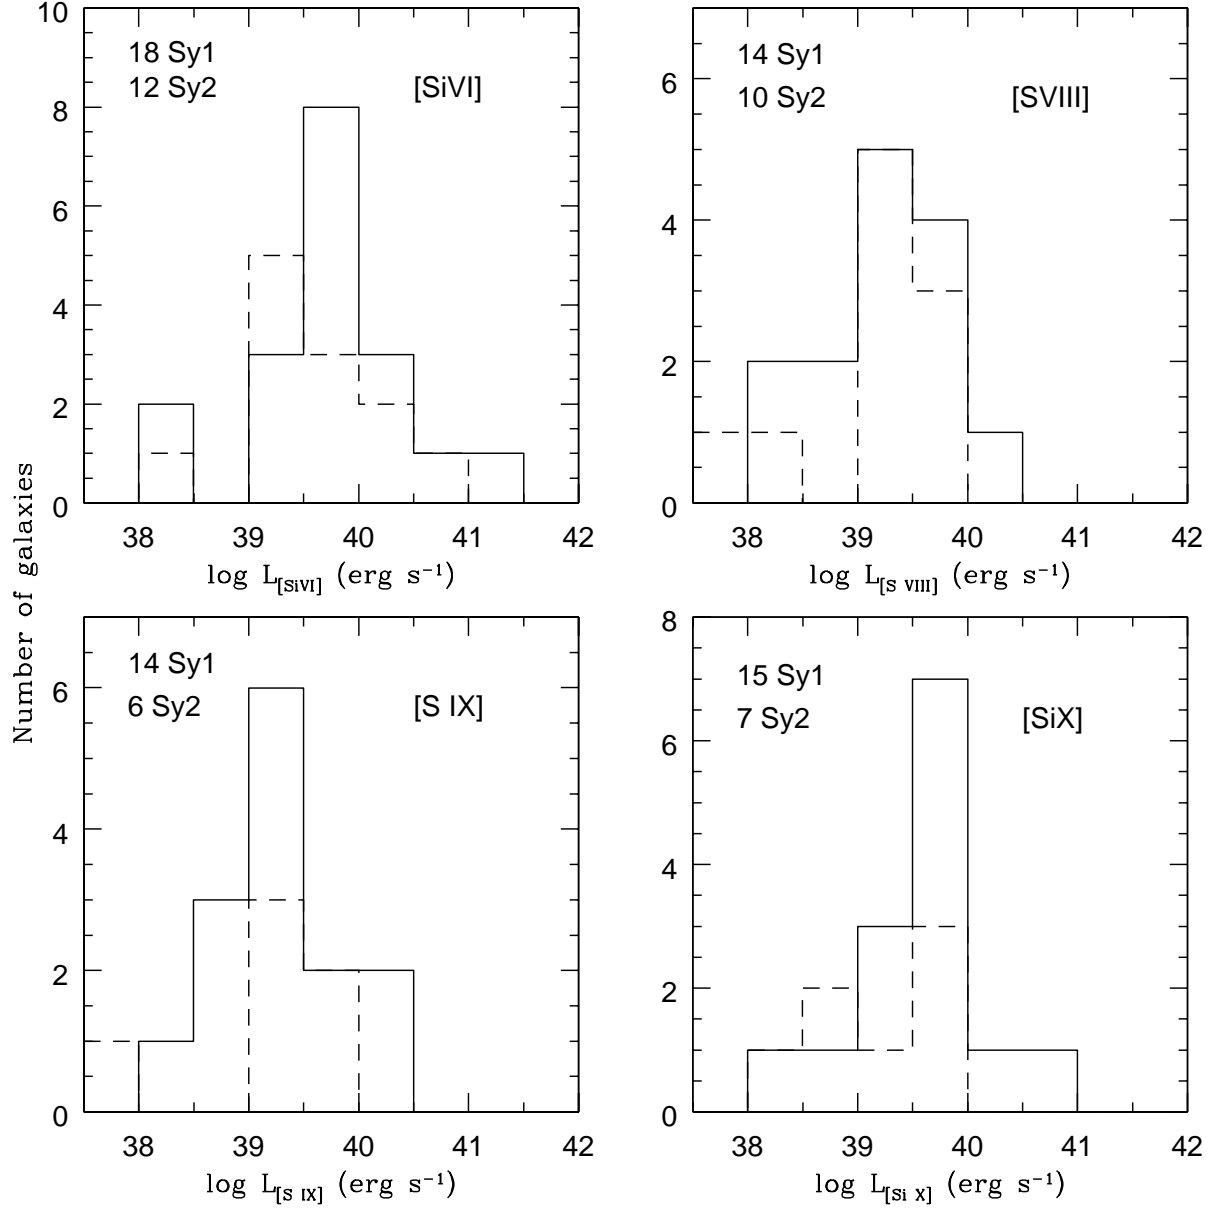 Number of galaxies
10
8
6
4
2
0
18 Sy1
12 Sy2
[SiVI]
38 39 40 41 42
log L[SiVI] (erg s⁻¹)
6
4
2
0
14 Sy1
10 Sy2
[SVIII]
38 39 40 41 42
log L[S VIII] (erg s⁻¹)
6
4
2
0
14 Sy1
6 Sy2
[S IX]
38 39 40 41 42
log L[S IX] (erg s⁻¹)
8
6
4
2
0
15 Sy1
7 Sy2
[SiX]
38 39 40 41 42
log L[Si X] (erg s⁻¹)